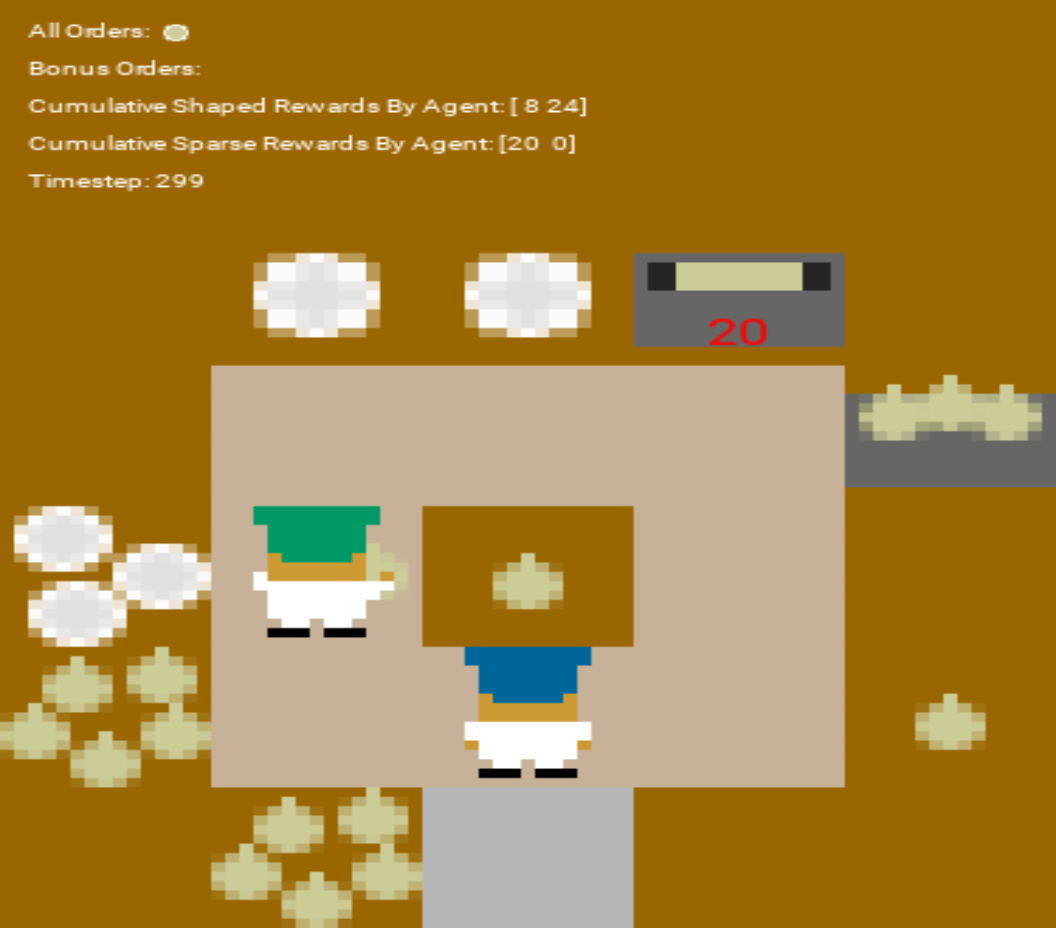 All Orders:
Bonus Orders:
Cumulative Shaped Rewards By Agent: [ 8 24]
Cumulative Sparse Rewards By Agent: [20  0]
Timestep: 299
20